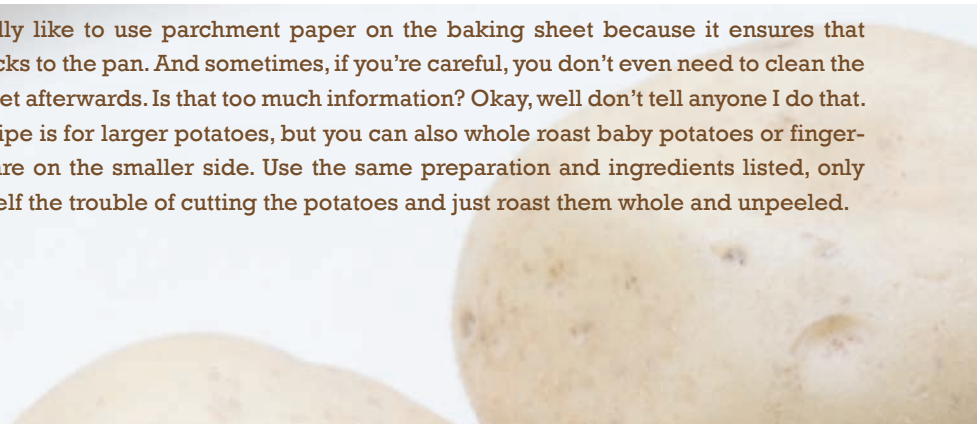 lly like to use parchment paper on the baking sheet because it ensures that
cks to the pan. And sometimes, if you’re careful, you don’t even need to clean the
et afterwards. Is that too much information? Okay, well don’t tell anyone I do that.
ipe is for larger potatoes, but you can also whole roast baby potatoes or finger-
are on the smaller side. Use the same preparation and ingredients listed, only
elf the trouble of cutting the potatoes and just roast them whole and unpeeled.